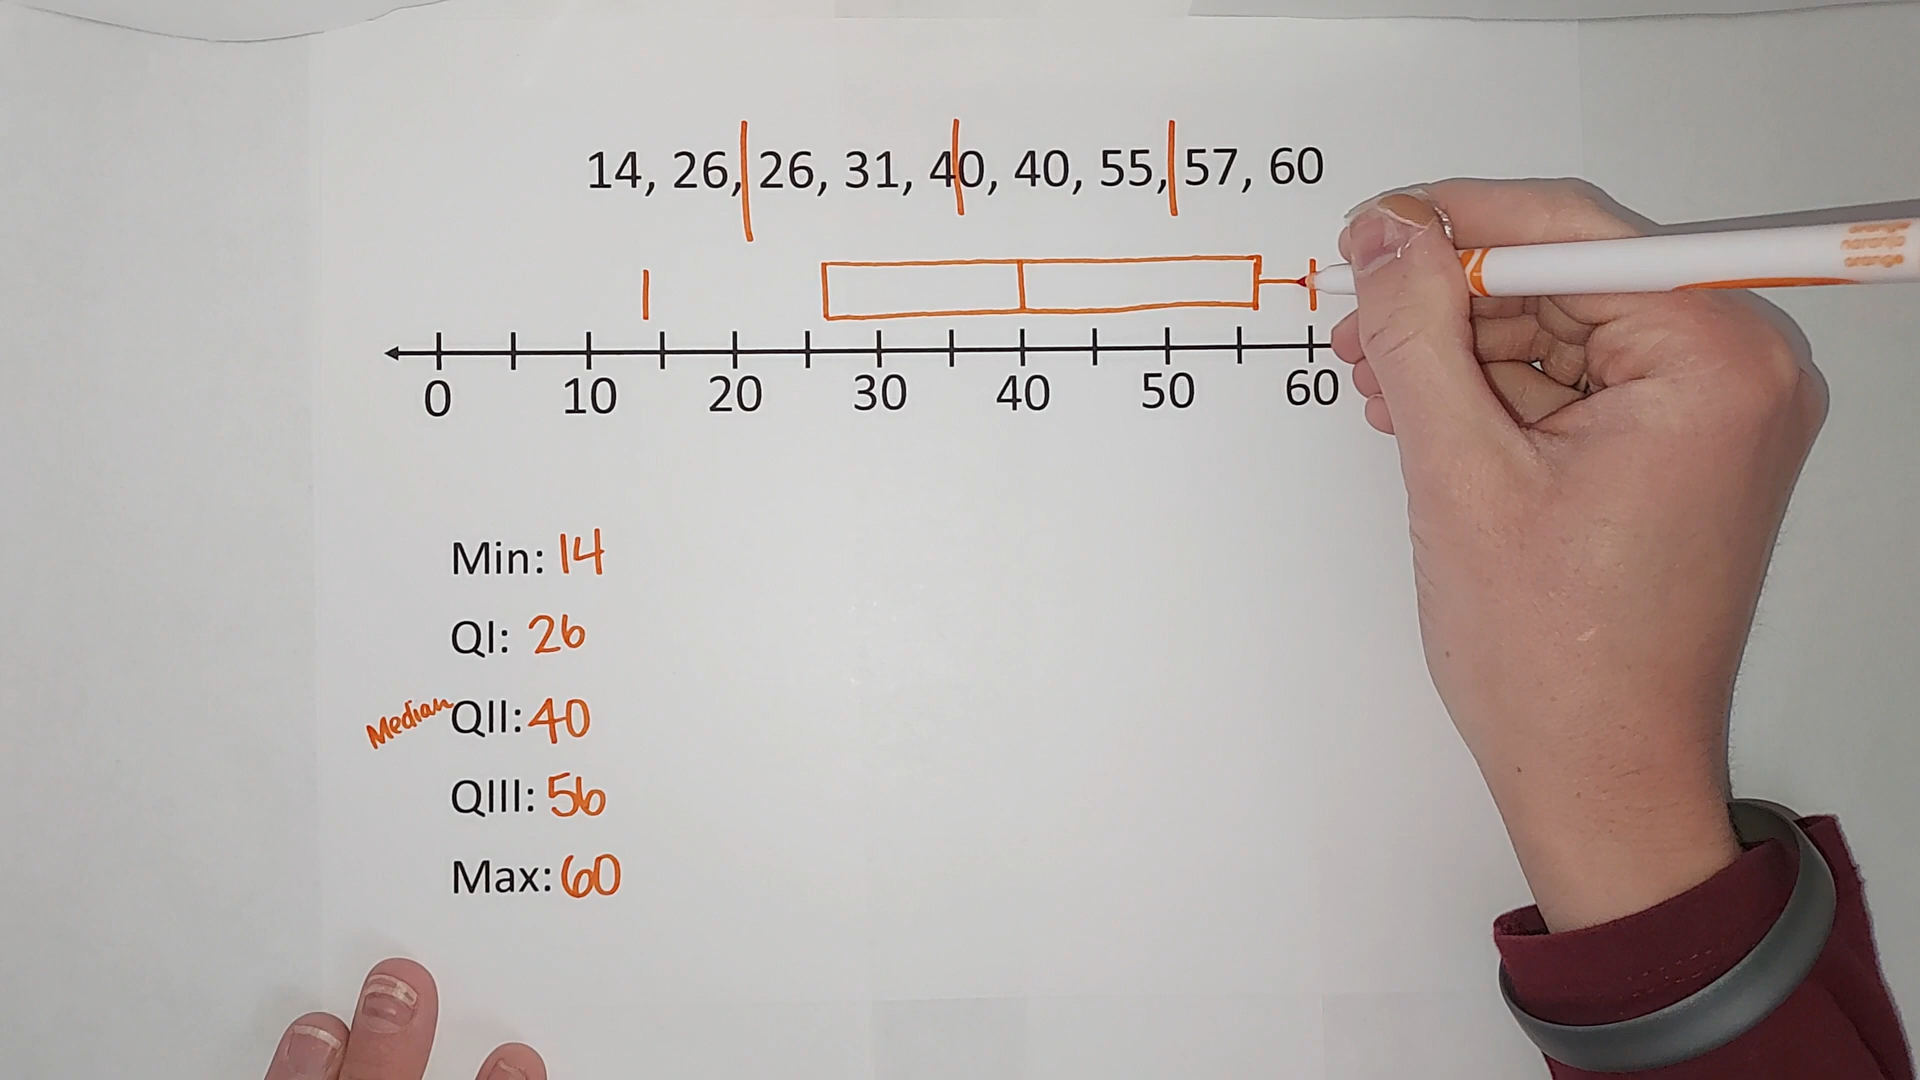 14, 26, 26, 31, 40, 40, 55, 57, 60
0 10 20 30 40 50 60
Min: 14
QI: 26
Median QII: 40
QIII: 56
Max: 60